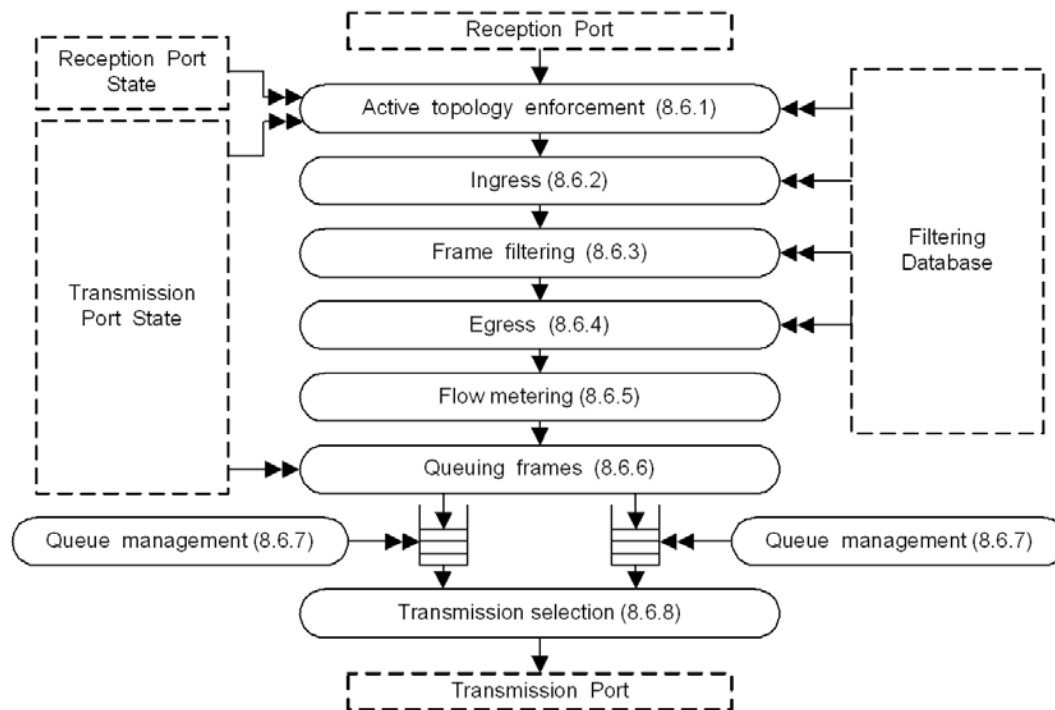 Reception Port
Reception Port
State
Active topology enforcement (8.6.1)
Ingress (8.6.2)
Frame filtering (8.6.3)
Filtering
Database
Transmission
Port State
Egress (8.6.4)
Flow metering (8.6.5)
Queuing frames (8.6.6)
Queue management (8.6.7)
Queue management (8.6.7)
Transmission selection (8.6.8)
Transmission Port